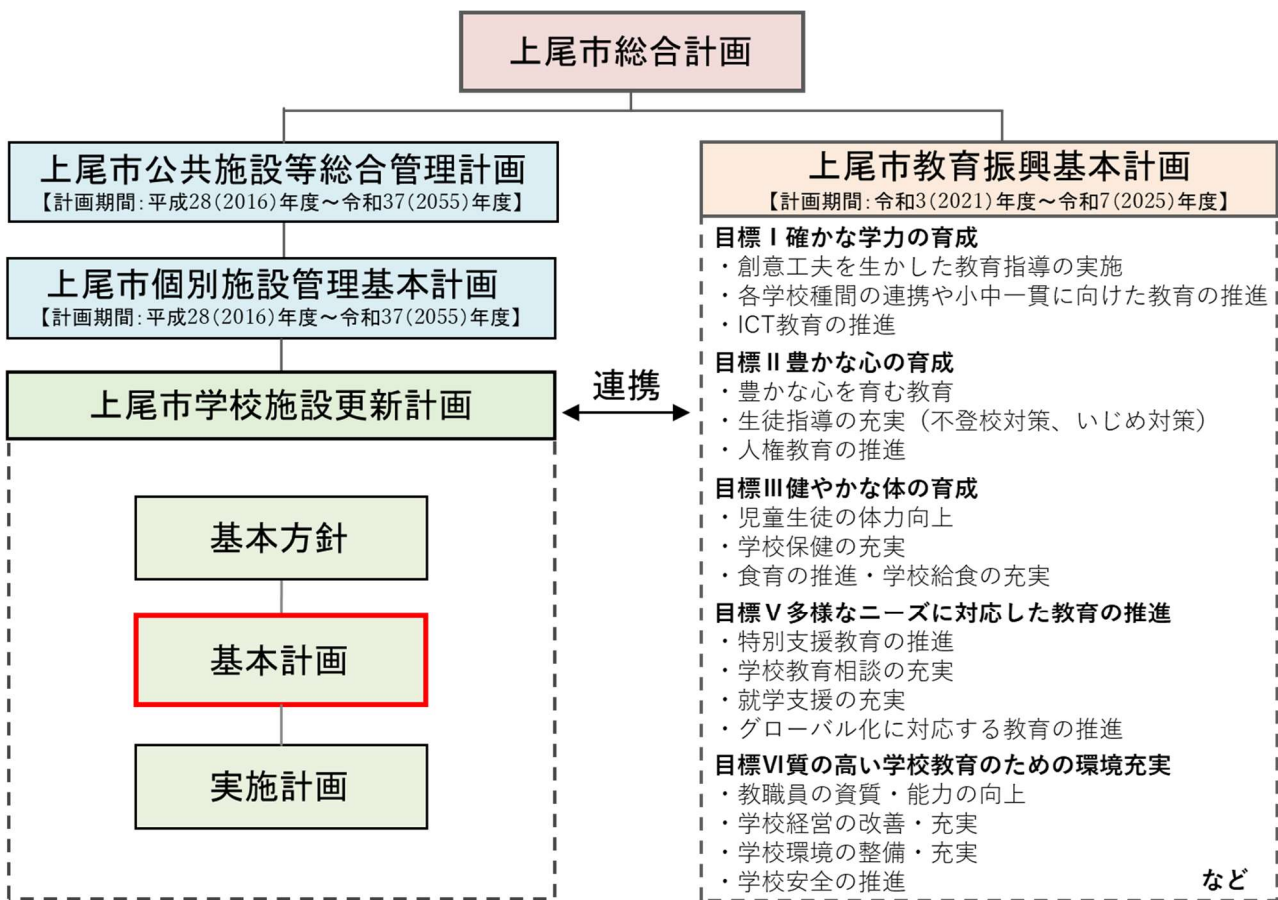 上尾市総合計画
上尾市公共施設等総合管理計画
【計画期間:平成28(2016)年度~令和37(2055)年度】
上尾市個別施設管理基本計画
【計画期間:平成28(2016)年度~令和37(2055)年度】
上尾市学校施設更新計画
基本方針
基本計画
実施計画
連携
上尾市教育振興基本計画
【計画期間:令和3(2021)年度~令和7(2025)年度】
目標Ⅰ確かな学力の育成
・創意工夫を生かした教育指導の実施
・各学校種間の連携や小中一貫に向けた教育の推進
・ICT教育の推進
目標Ⅱ豊かな心の育成
・豊かな心を育む教育
・生徒指導の充実(不登校対策、いじめ対策)
・人権教育の推進
目標Ⅲ健やかな体の育成
・児童生徒の体力向上
・学校保健の充実
・食育の推進・学校給食の充実
目標Ⅴ多様なニーズに対応した教育の推進
・特別支援教育の推進
・学校教育相談の充実
・就学支援の充実
・グローバル化に対応する教育の推進
目標Ⅵ質の高い学校教育のための環境充実
・教職員の資質・能力の向上
・学校経営の改善・充実
・学校環境の整備・充実
・学校安全の推進
など